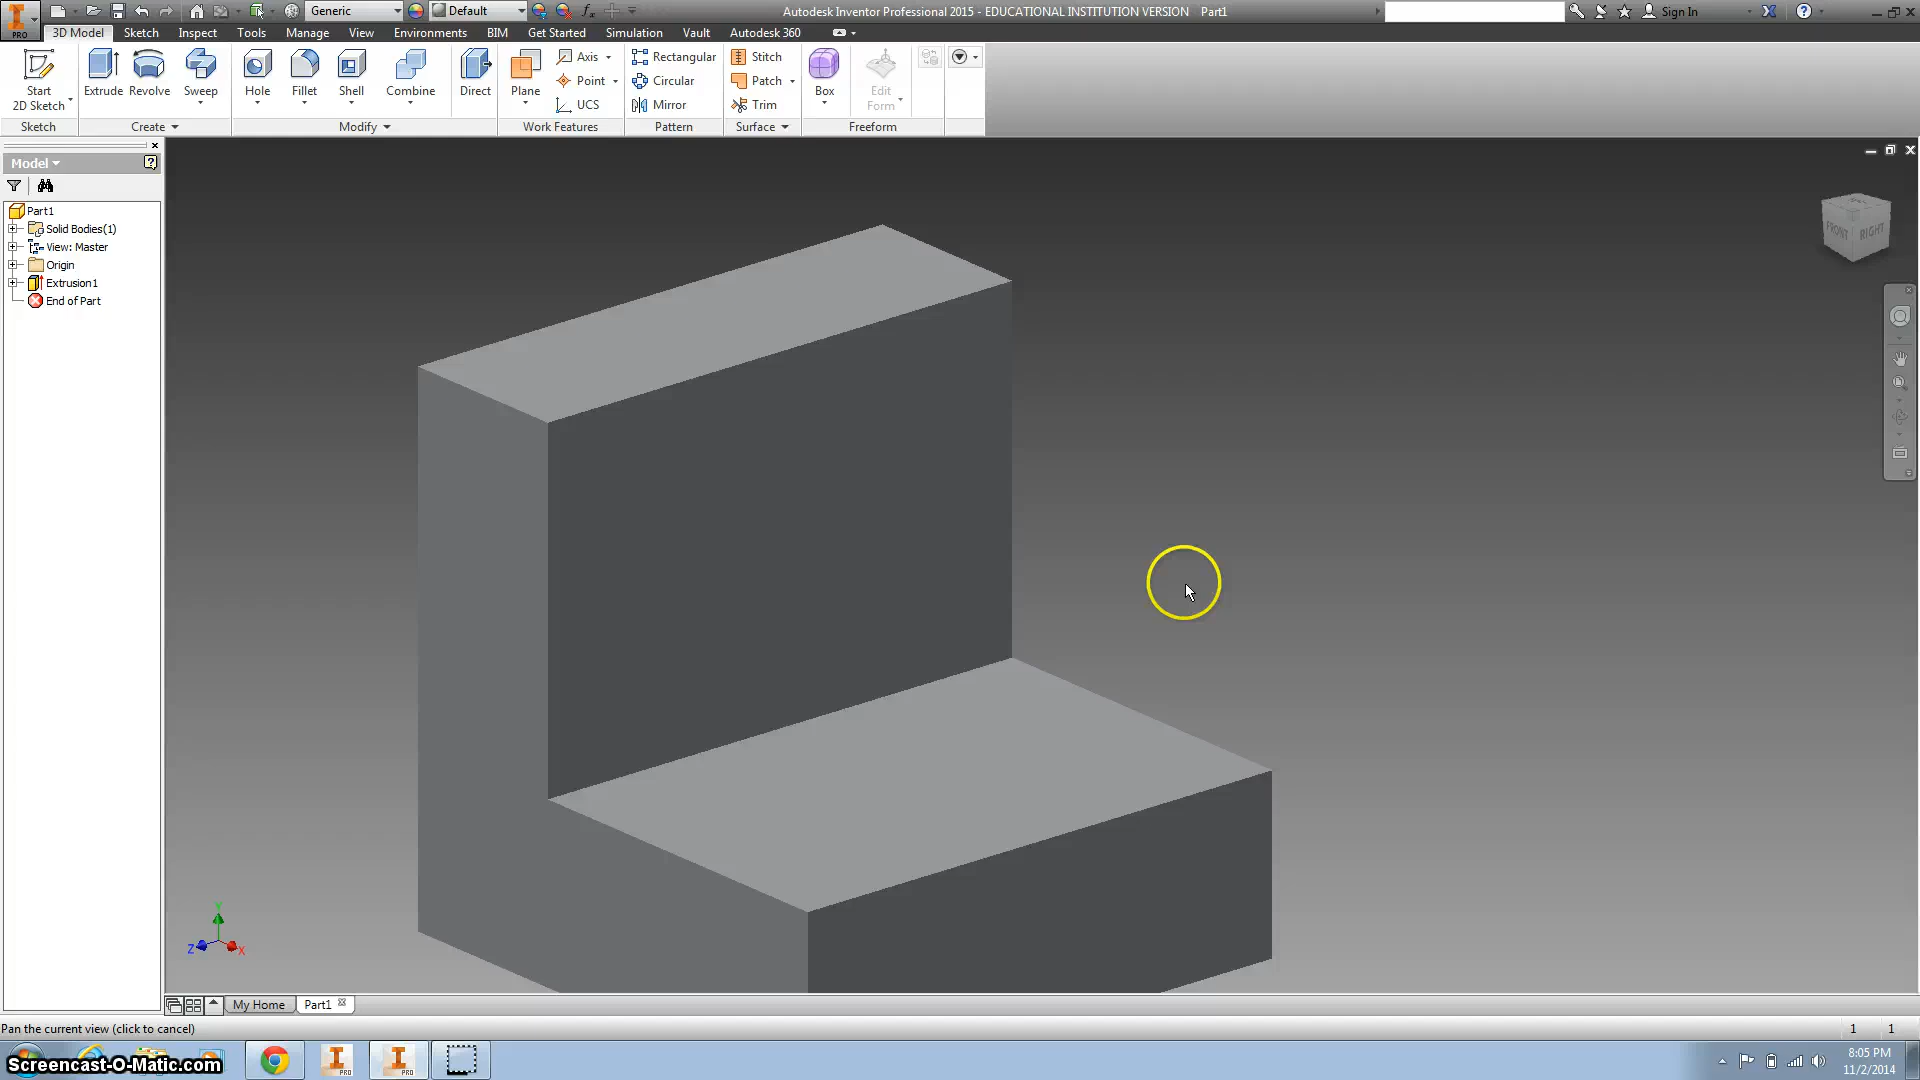 Generic
Default
Autodesk Inventor Professional 2015 - EDUCATIONAL INSTITUTION VERSION Part1
Sign In
PRO
3D Model Sketch Inspect Tools Manage View Environments BIM Get Started Simulation Vault Autodesk 360
Start
2D Sketch
Extrude
Revolve
Sweep
Hole
Fillet
Shell
Combine
Direct
Plane
Axis
Point
UCS
Rectangular
Circular
Mirror
Stitch
Patch
Trim
Box
Edit
Form
Sketch
Create
Modify
Work Features
Pattern
Surface
Freeform
Model
Part1
Solid Bodies(1)
View: Master
Origin
Extrusion1
End of Part
FRONT
RIGHT
Y
Z
X
My Home
Part1
Pan the current view (click to cancel)
1 1
Screencast-O-Matic.com
PRO
PRO
8:05 PM
11/2/2014